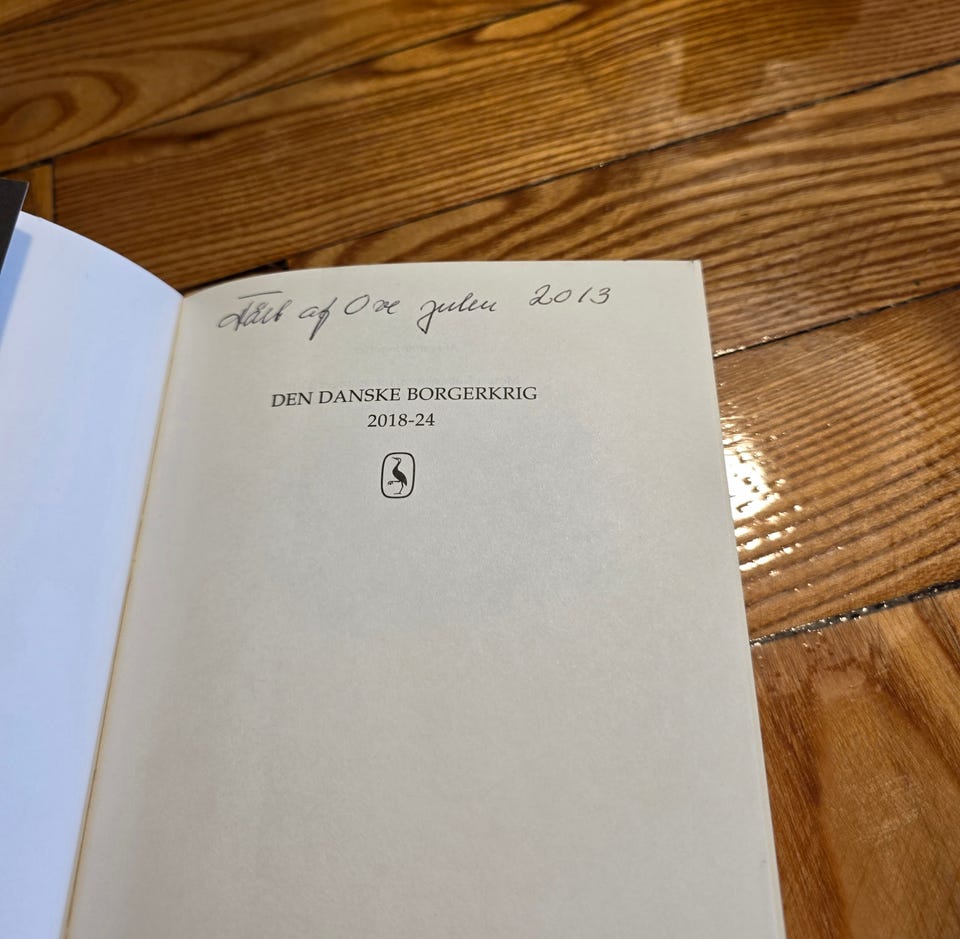 Fået af Ove julen 2013
DEN DANSKE BORGERKRIG
2018-24